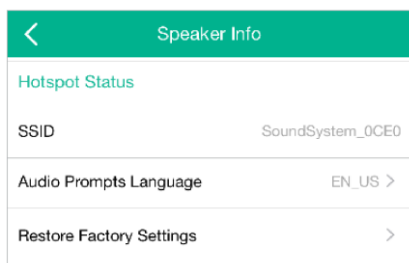 Speaker Info
Hotspot Status
SSID SoundSystem_0CE0
Audio Prompts Language EN_US
Restore Factory Settings